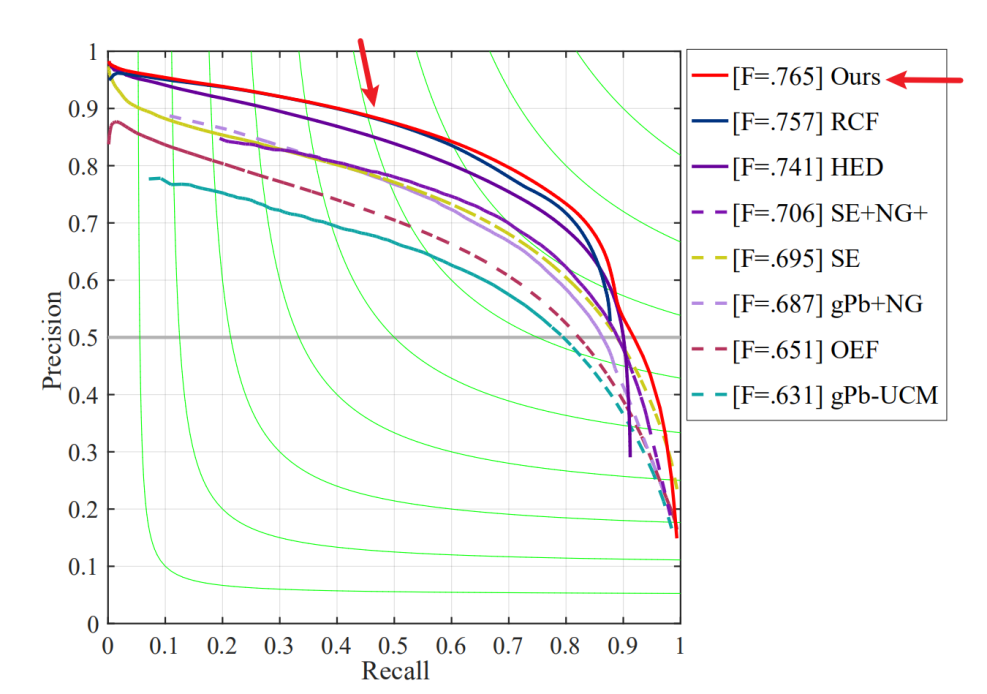 1
0.9
0.8
0.7
0.6
0.5
0.4
0.3
0.2
0.1
0
Precision
0 0.1 0.2 0.3 0.4 0.5 0.6 0.7 0.8 0.9 1
Recall
[F=.765] Ours
[F=.757] RCF
[F=.741] HED
[F=.706] SE+NG+
[F=.695] SE
[F=.687] gPb+NG
[F=.651] OEF
[F=.631] gPb-UCM